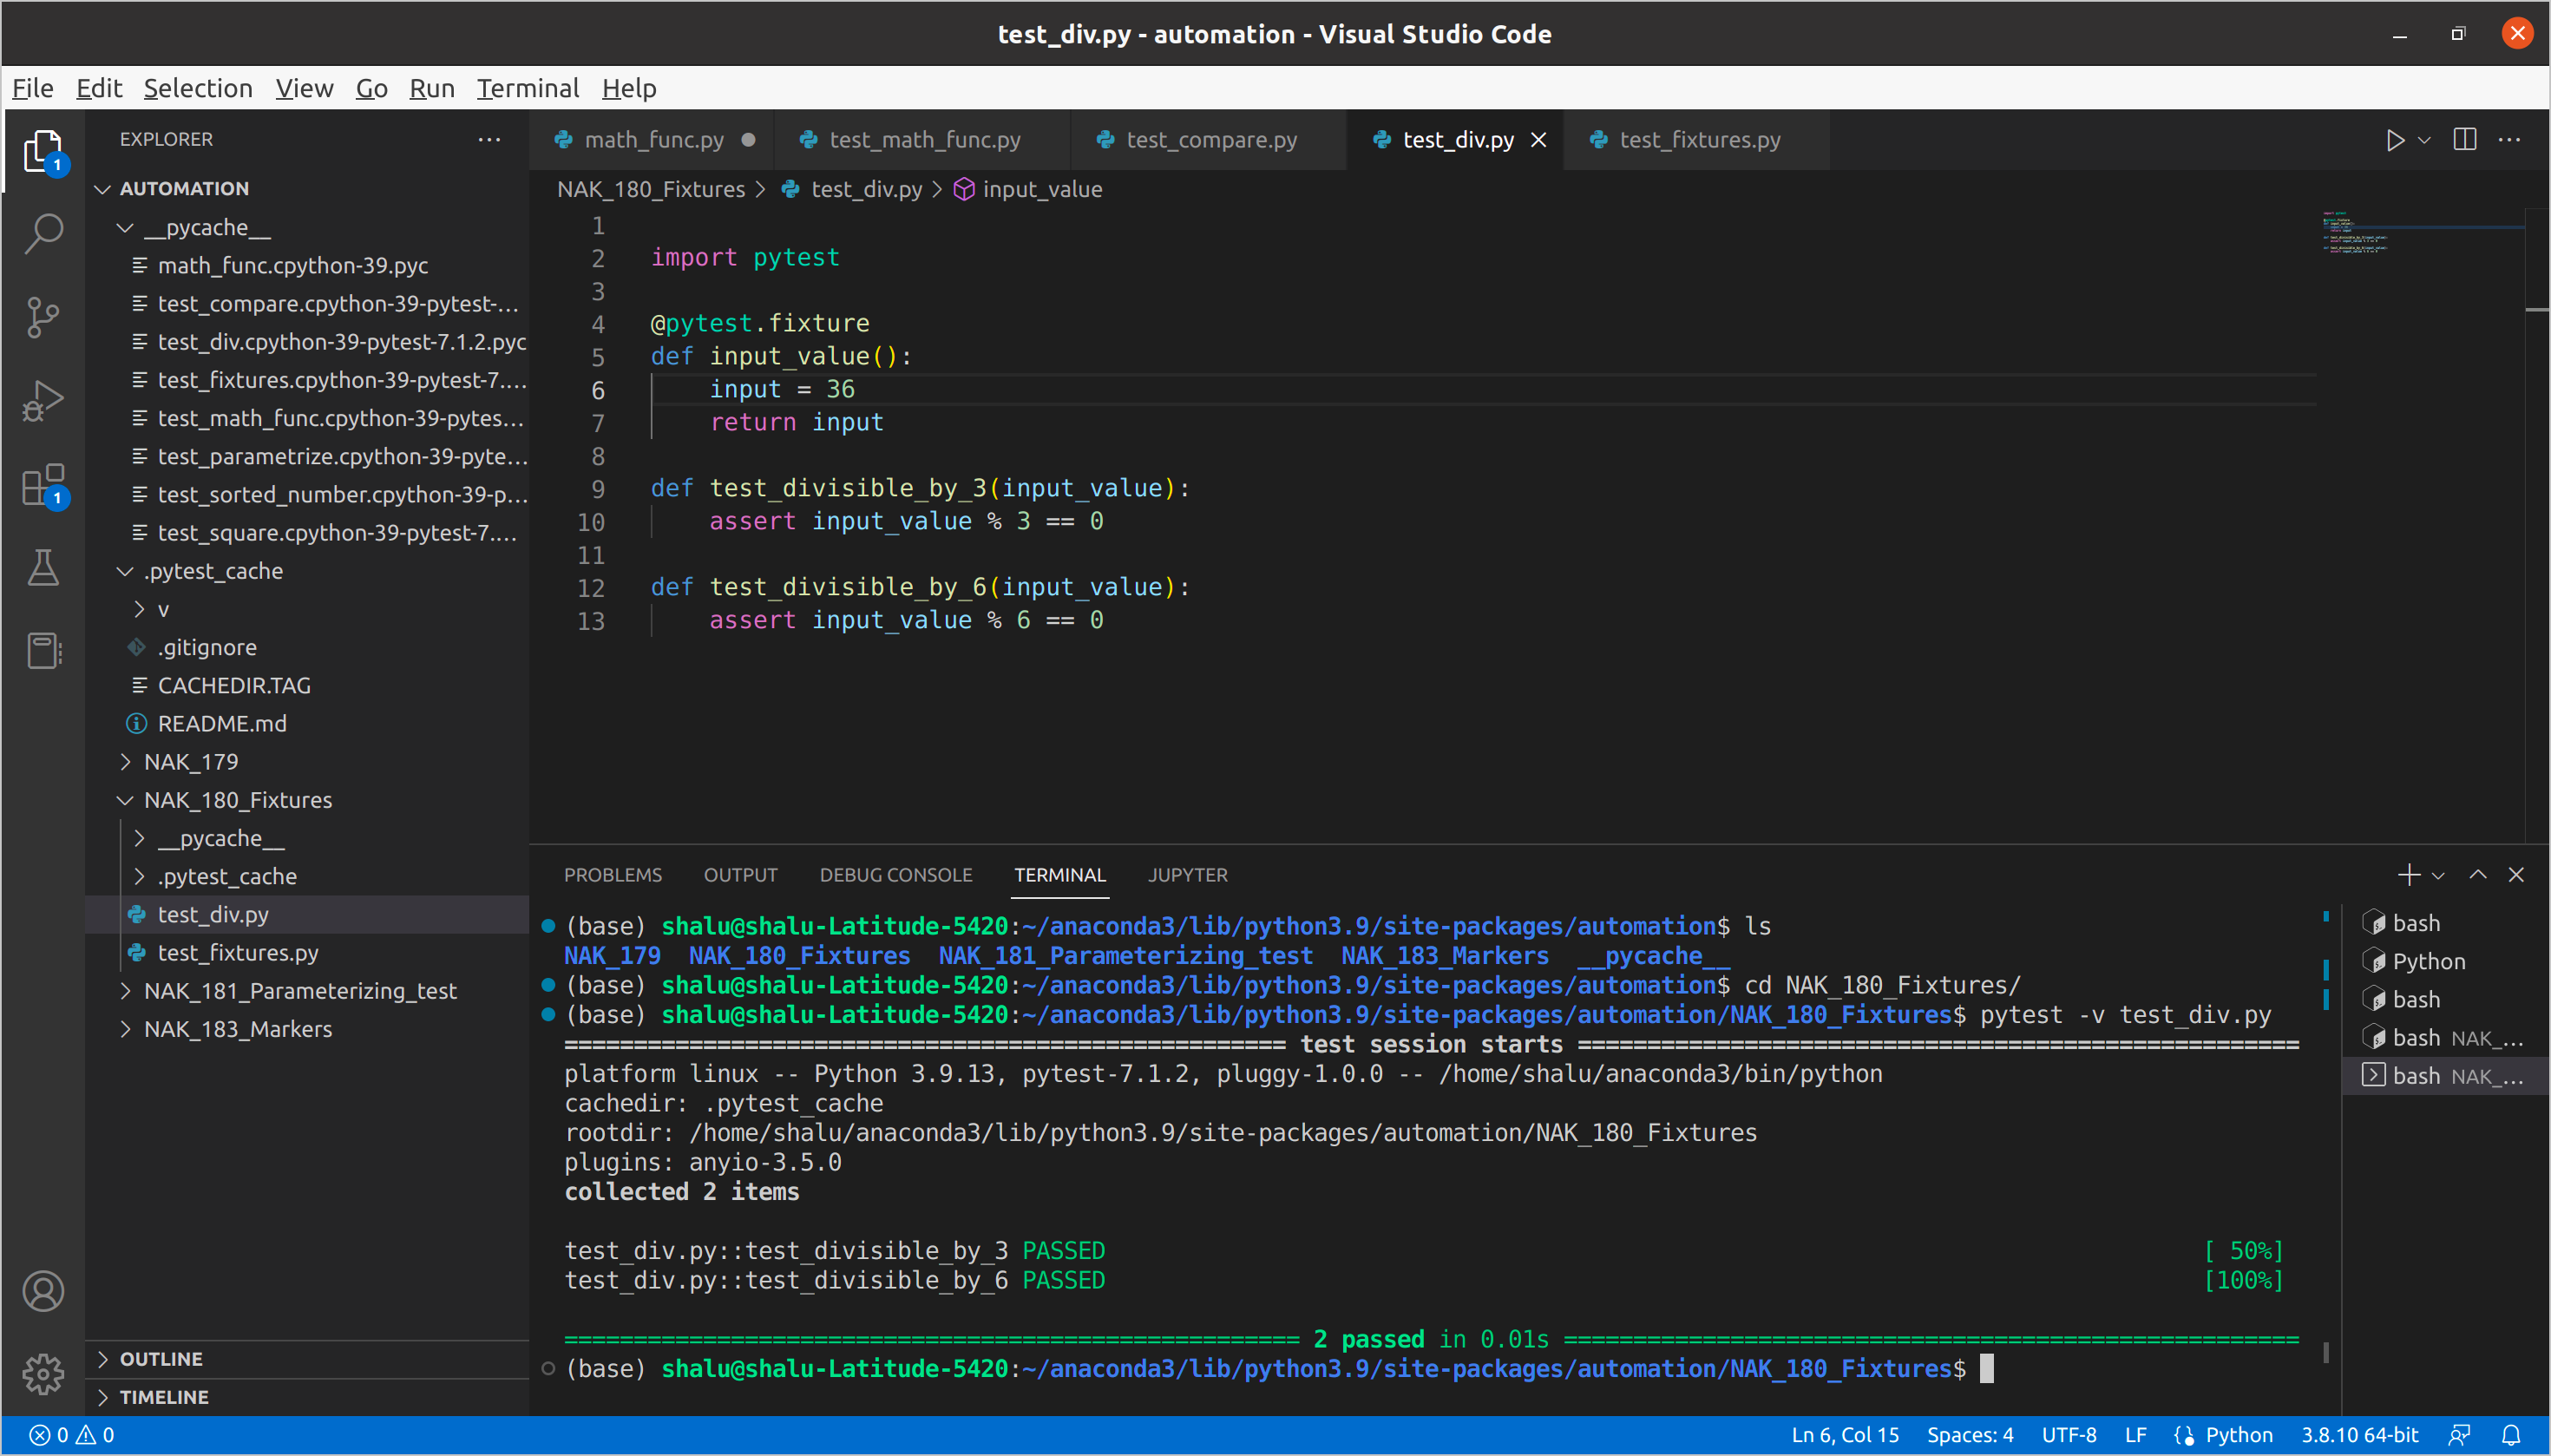 test_div.py - automation - Visual Studio Code
File Edit Selection View Go Run Terminal Help
EXPLORER
math_func.py test_math_func.py test_compare.py test_div.py test_fixtures.py
1
AUTOMATION
__pycache__
math_func.cpython-39.pyc
test_compare.cpython-39-pytest-...
test_div.cpython-39-pytest-7.1.2.pyc
test_fixtures.cpython-39-pytest-7....
test_math_func.cpython-39-pytes...
test_parametrize.cpython-39-pyte...
test_sorted_number.cpython-39-p...
1
test_square.cpython-39-pytest-7....
.pytest_cache
v
.gitignore
CACHEDIR.TAG
README.md
NAK_179
NAK_180_Fixtures
__pycache__
.pytest_cache
test_div.py
test_fixtures.py
NAK_181_Parameterizing_test
NAK_183_Markers
OUTLINE
TIMELINE
NAK_180_Fixtures > test_div.py > input_value
1
2 import pytest
3
4 @pytest.fixture
5 def input_value():
6 input = 36
7 return input
8
9 def test_divisible_by_3(input_value):
10 assert input_value % 3 == 0
11
12 def test_divisible_by_6(input_value):
13 assert input_value % 6 == 0
PROBLEMS OUTPUT DEBUG CONSOLE TERMINAL JUPYTER
(base) shalu@shalu-Latitude-5420:~/anaconda3/lib/python3.9/site-packages/automation$ ls
NAK_179 NAK_180_Fixtures NAK_181_Parameterizing_test NAK_183_Markers __pycache__
(base) shalu@shalu-Latitude-5420:~/anaconda3/lib/python3.9/site-packages/automation$ cd NAK_180_Fixtures/
(base) shalu@shalu-Latitude-5420:~/anaconda3/lib/python3.9/site-packages/automation/NAK_180_Fixtures$ pytest -v test_div.py
==================================================== test session starts ====================================================
platform linux -- Python 3.9.13, pytest-7.1.2, pluggy-1.0.0 -- /home/shalu/anaconda3/bin/python
cachedir: .pytest_cache
rootdir: /home/shalu/anaconda3/lib/python3.9/site-packages/automation/NAK_180_Fixtures
plugins: anyio-3.5.0
collected 2 items
test_div.py::test_divisible_by_3 PASSED [ 50%]
test_div.py::test_divisible_by_6 PASSED [100%]
===================================================== 2 passed in 0.01s =====================================================
(base) shalu@shalu-Latitude-5420:~/anaconda3/lib/python3.9/site-packages/automation/NAK_180_Fixtures$
bash
Python
bash
bash NAK_...
bash NAK_...
0 0
Ln 6, Col 15 Spaces: 4 UTF-8 LF Python 3.8.10 64-bit